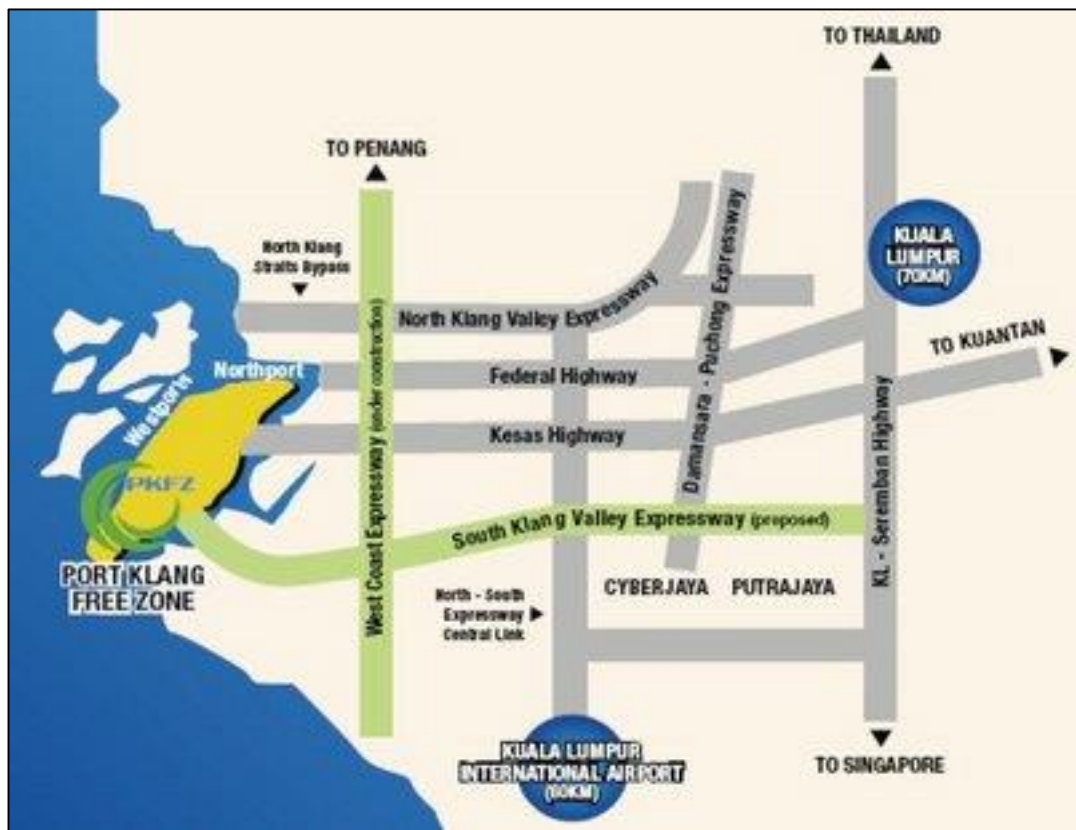 TO THAILAND
TO PENANG
North Klang
Straits Bypass
KUALA
LUMPUR
(70KM)
North Klang Valley Expressway
Damansara - Puchong Expressway
TO KUANTAN
Northport
Westports
Federal Highway
Kesas Highway
PKFZ
West Coast Expressway (under construction)
South Klang Valley Expressway (proposed)
KL - Seremban Highway
PORT KLANG
FREE ZONE
CYBERJAYA
PUTRAJAYA
North - South
Expressway
Central Link
KUALA LUMPUR
INTERNATIONAL AIRPORT
(60KM)
TO SINGAPORE